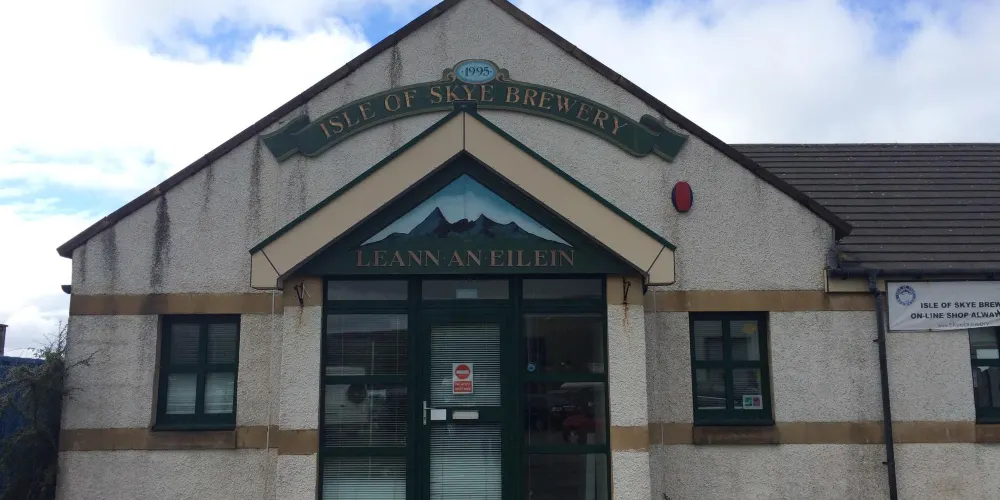 1995
ISLE OF SKYE BREWERY
LEANN·AN·EILEIN
ISLE OF SKYE BREW
ON-LINE SHOP ALWA